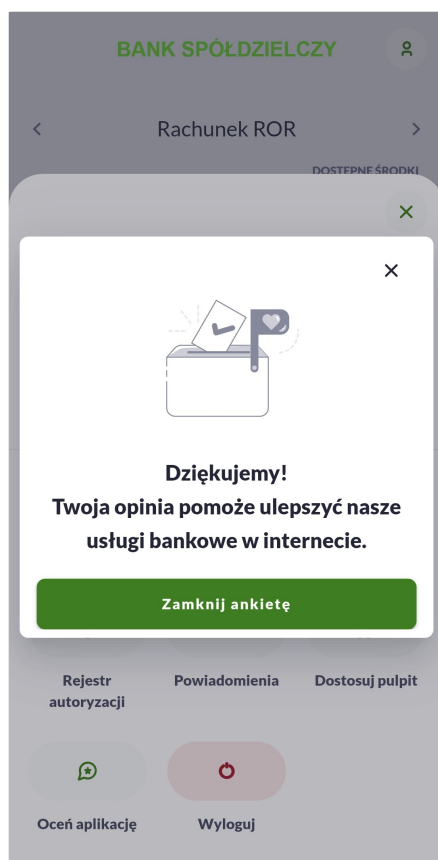 BANK SPÓŁDZIELCZY
Rachunek ROR
DOSTĘPNE ŚRODKI
Dziękujemy!
Twoja opinia pomoże ulepszyć nasze
usługi bankowe w internecie.
Zamknij ankietę
Rejestr Powiadomienia Dostosuj pulpit
autoryzacji
Oceń aplikację Wyloguj